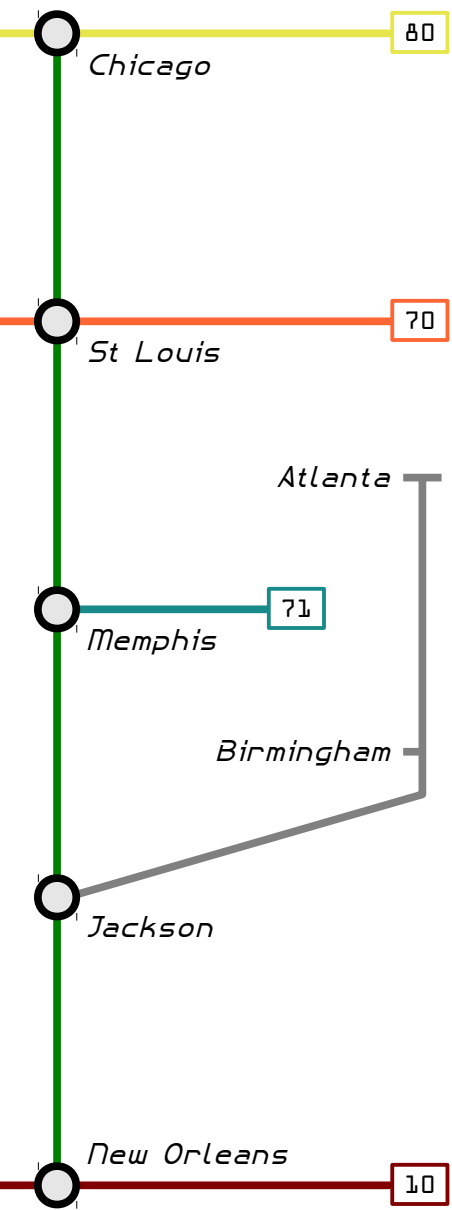 80
Chicago
70
St Louis
Atlanta
71
Memphis
Birmingham
Jackson
New Orleans
10